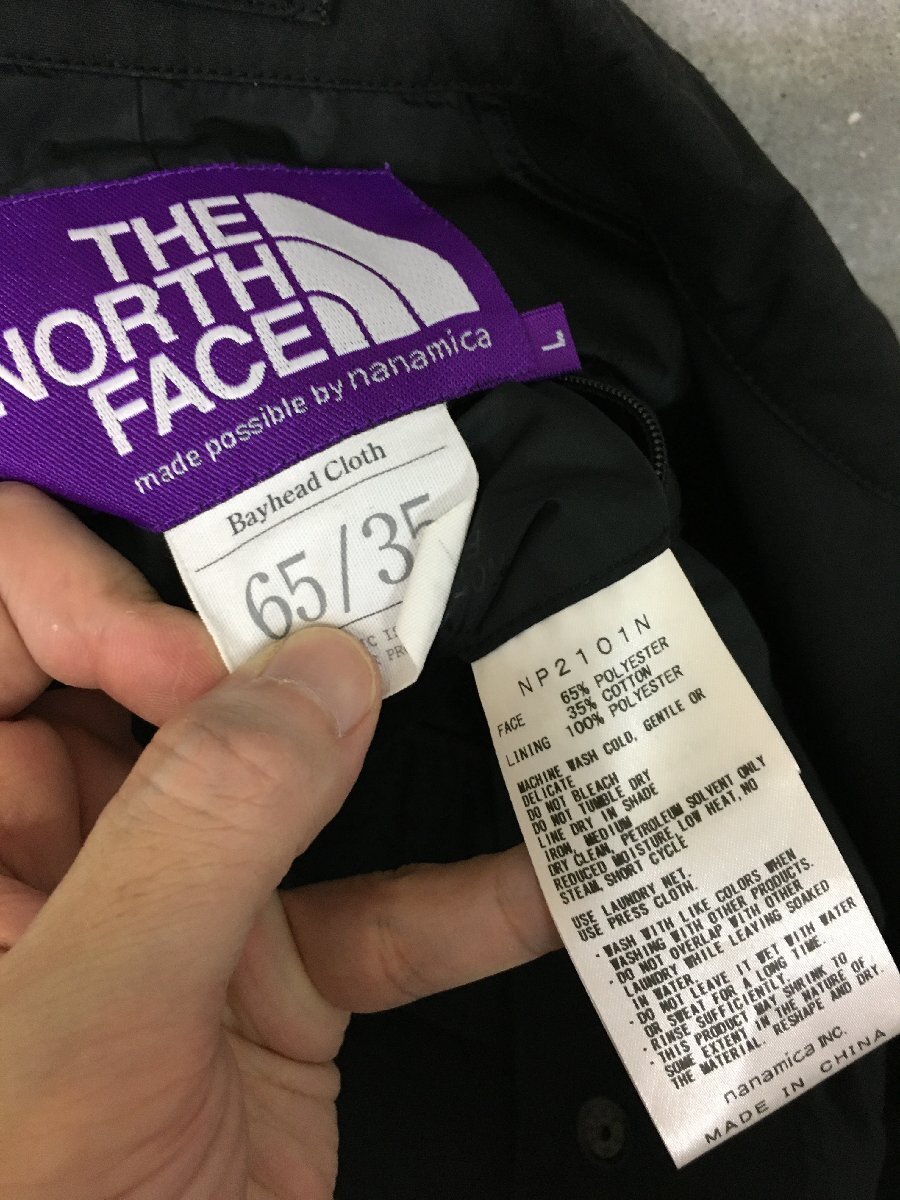 THE
NORTH
FACE
made possible by nanamica
L
Bayhead Cloth
65/35
NP2101N
FACE 65% POLYESTER
35% COTTON
LINING 100% POLYESTER
MACHINE WASH COLD, GENTLE OR
DELICATE
DO NOT BLEACH
DO NOT TUMBLE DRY
LINE DRY IN SHADE
IRON, MEDIUM
DRY CLEAN, PETROLEUM SOLVENT ONLY
REDUCED MOISTURE, LOW HEAT, NO
STEAM, SHORT CYCLE
USE LAUNDRY NET.
USE PRESS CLOTH.
・WASH WITH LIKE COLORS WHEN
WASHING WITH OTHER PRODUCTS.
・DO NOT OVERLAP WITH OTHER
LAUNDRY WHILE LEAVING SOAKED
IN WATER.
・DO NOT LEAVE IT WET WITH WATER
OR SWEAT FOR A LONG TIME.
・RINSE SUFFICIENTLY.
・THIS PRODUCT MAY SHRINK TO
SOME EXTENT IN THE NATURE OF
THE MATERIAL. RESHAPE AND DRY.
nanamica INC.
MADE IN CHINA